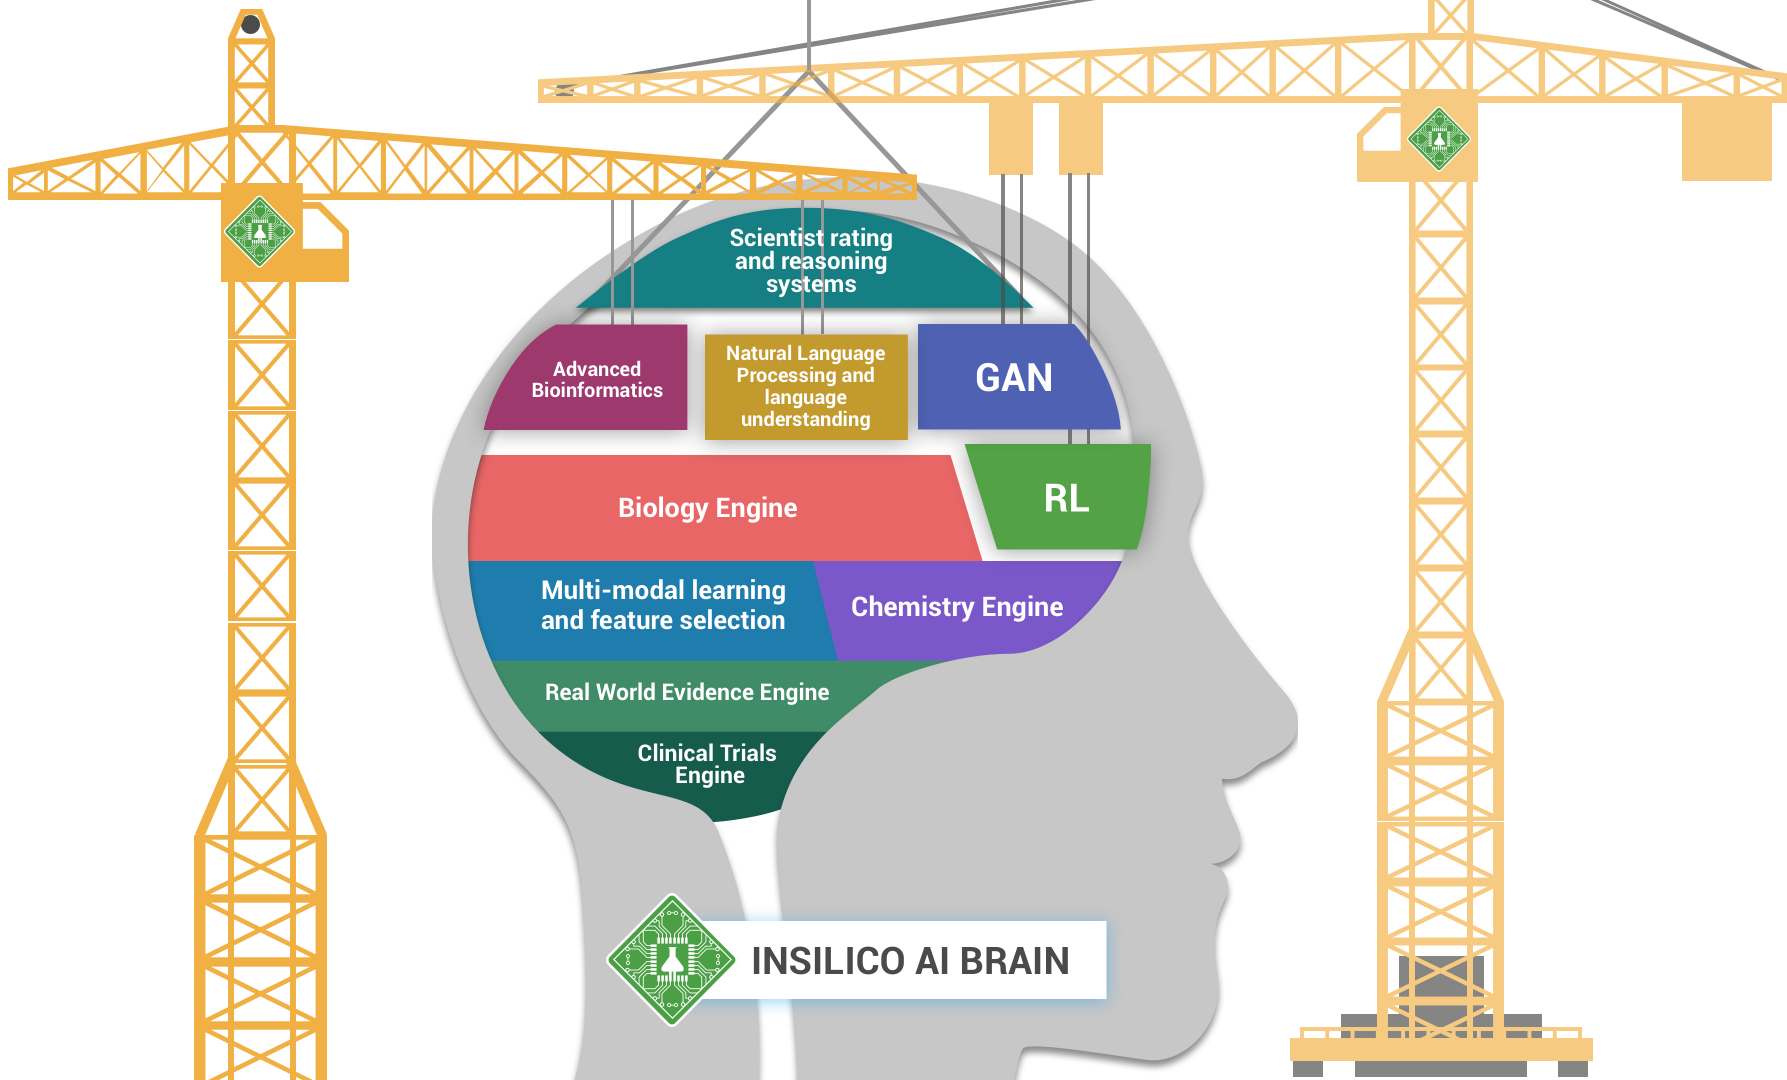 Scientist rating
and reasoning
systems
Advanced
Bioinformatics
Natural Language
Processing and
language
understanding
GAN
Biology Engine
RL
Multi-modal learning
and feature selection
Chemistry Engine
Real World Evidence Engine
Clinical Trials
Engine
INSILICO AI BRAIN